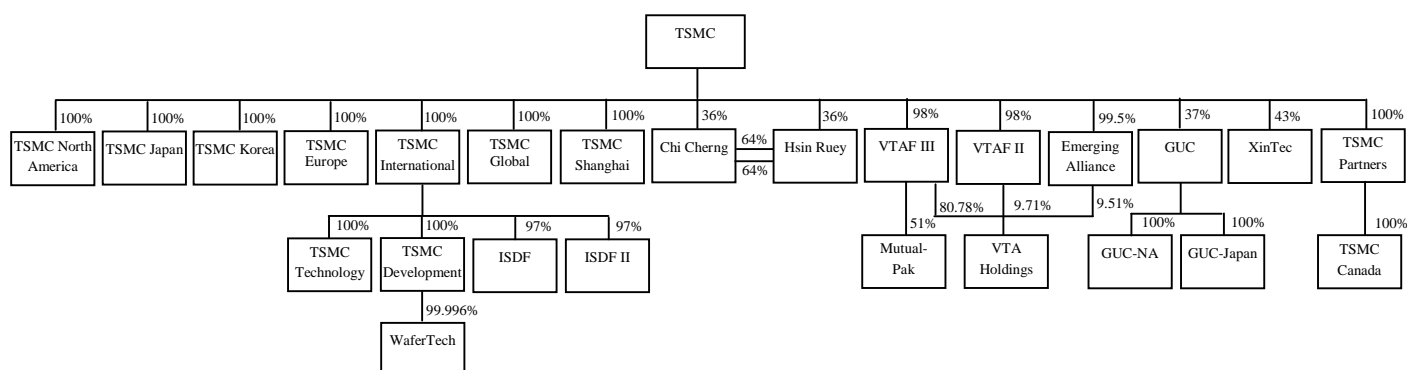 TSMC
100%
100%
100%
100%
100%
100%
100%
36%
36%
98%
98%
99.5%
37%
43%
100%
TSMC North
America
TSMC Japan
TSMC Korea
TSMC
Europe
TSMC
International
TSMC
Global
TSMC
Shanghai
Chi Cherng
64%
64%
Hsin Ruey
VTAF III
VTAF II
Emerging
Alliance
GUC
XinTec
TSMC
Partners
100%
100%
97%
97%
51%
80.78%
9.71%
9.51%
100%
100%
100%
TSMC
Technology
TSMC
Development
ISDF
ISDF II
Mutual-
Pak
VTA
Holdings
GUC-NA
GUC-Japan
TSMC
Canada
99.996%
WaferTech